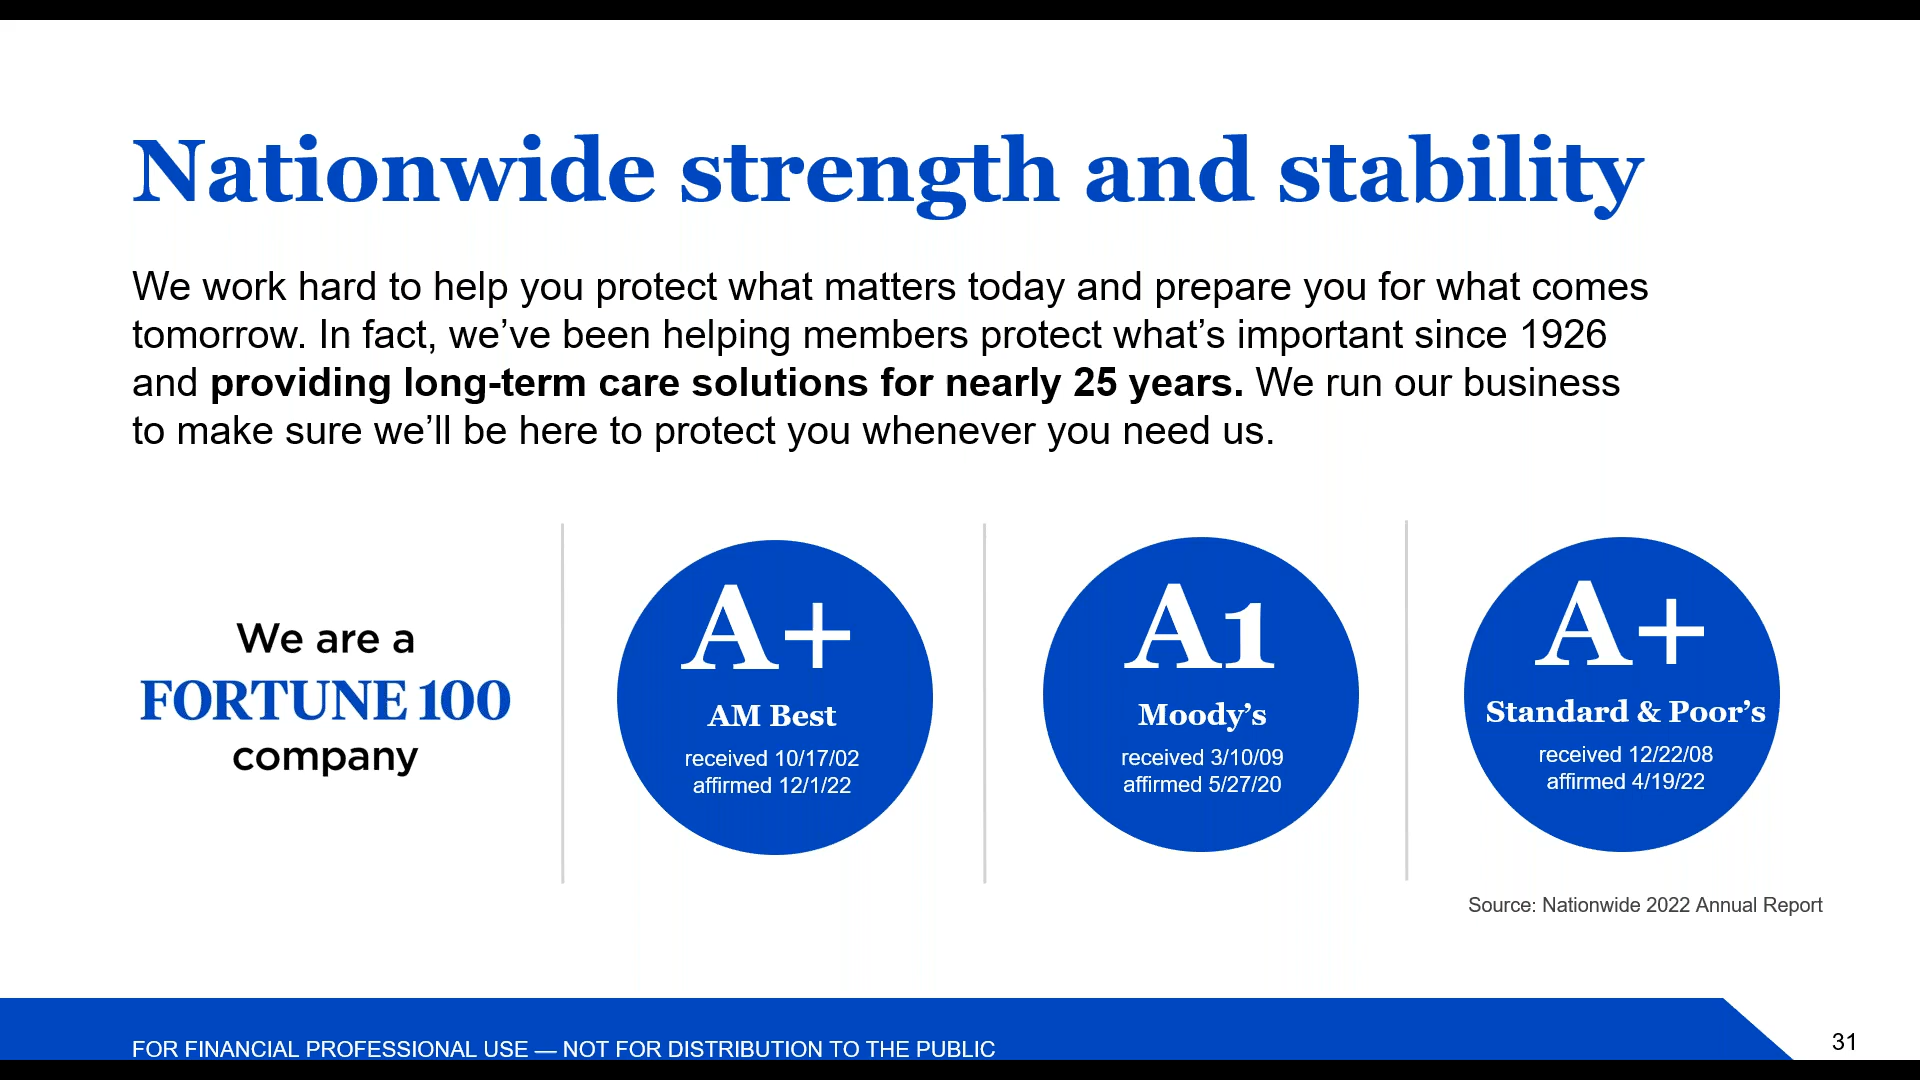 Nationwide strength and stability
We work hard to help you protect what matters today and prepare you for what comes
tomorrow. In fact, we’ve been helping members protect what’s important since 1926
and providing long-term care solutions for nearly 25 years. We run our business
to make sure we’ll be here to protect you whenever you need us.
We are a
FORTUNE 100
company
A+
AM Best
received 10/17/02
affirmed 12/1/22
A1
Moody’s
received 3/10/09
affirmed 5/27/20
A+
Standard & Poor’s
received 12/22/08
affirmed 4/19/22
Source: Nationwide 2022 Annual Report
FOR FINANCIAL PROFESSIONAL USE — NOT FOR DISTRIBUTION TO THE PUBLIC
31